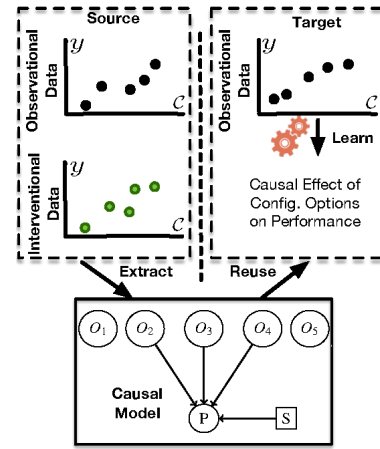 Source
Target
Observational
Data
𝒴
𝒞
Observational
Data
𝒴
𝒞
Learn
Interventional
Data
𝒴
𝒞
Causal Effect of
Config. Options
on Performance
Extract
Reuse
O1 O2 O3 O4 O5
Causal
Model
P
S